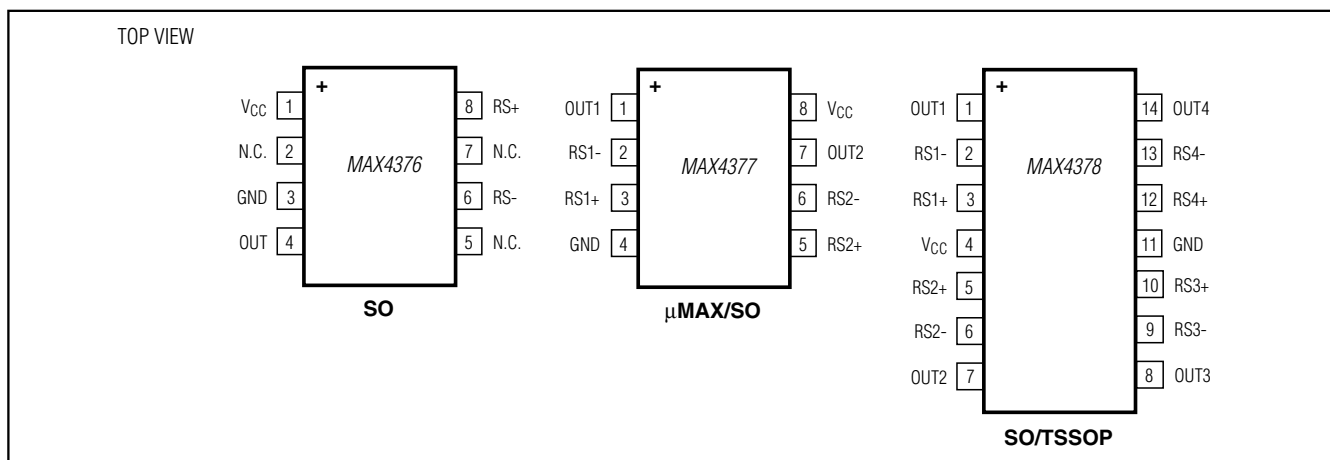 TOP VIEW
+
VCC 1
N.C. 2
GND 3
OUT 4
MAX4376
8 RS+
7 N.C.
6 RS-
5 N.C.
SO
+
OUT1 1
RS1- 2
RS1+ 3
GND 4
MAX4377
8 VCC
7 OUT2
6 RS2-
5 RS2+
μMAX/SO
+
OUT1 1
RS1- 2
RS1+ 3
VCC 4
RS2+ 5
RS2- 6
OUT2 7
MAX4378
14 OUT4
13 RS4-
12 RS4+
11 GND
10 RS3+
9 RS3-
8 OUT3
SO/TSSOP